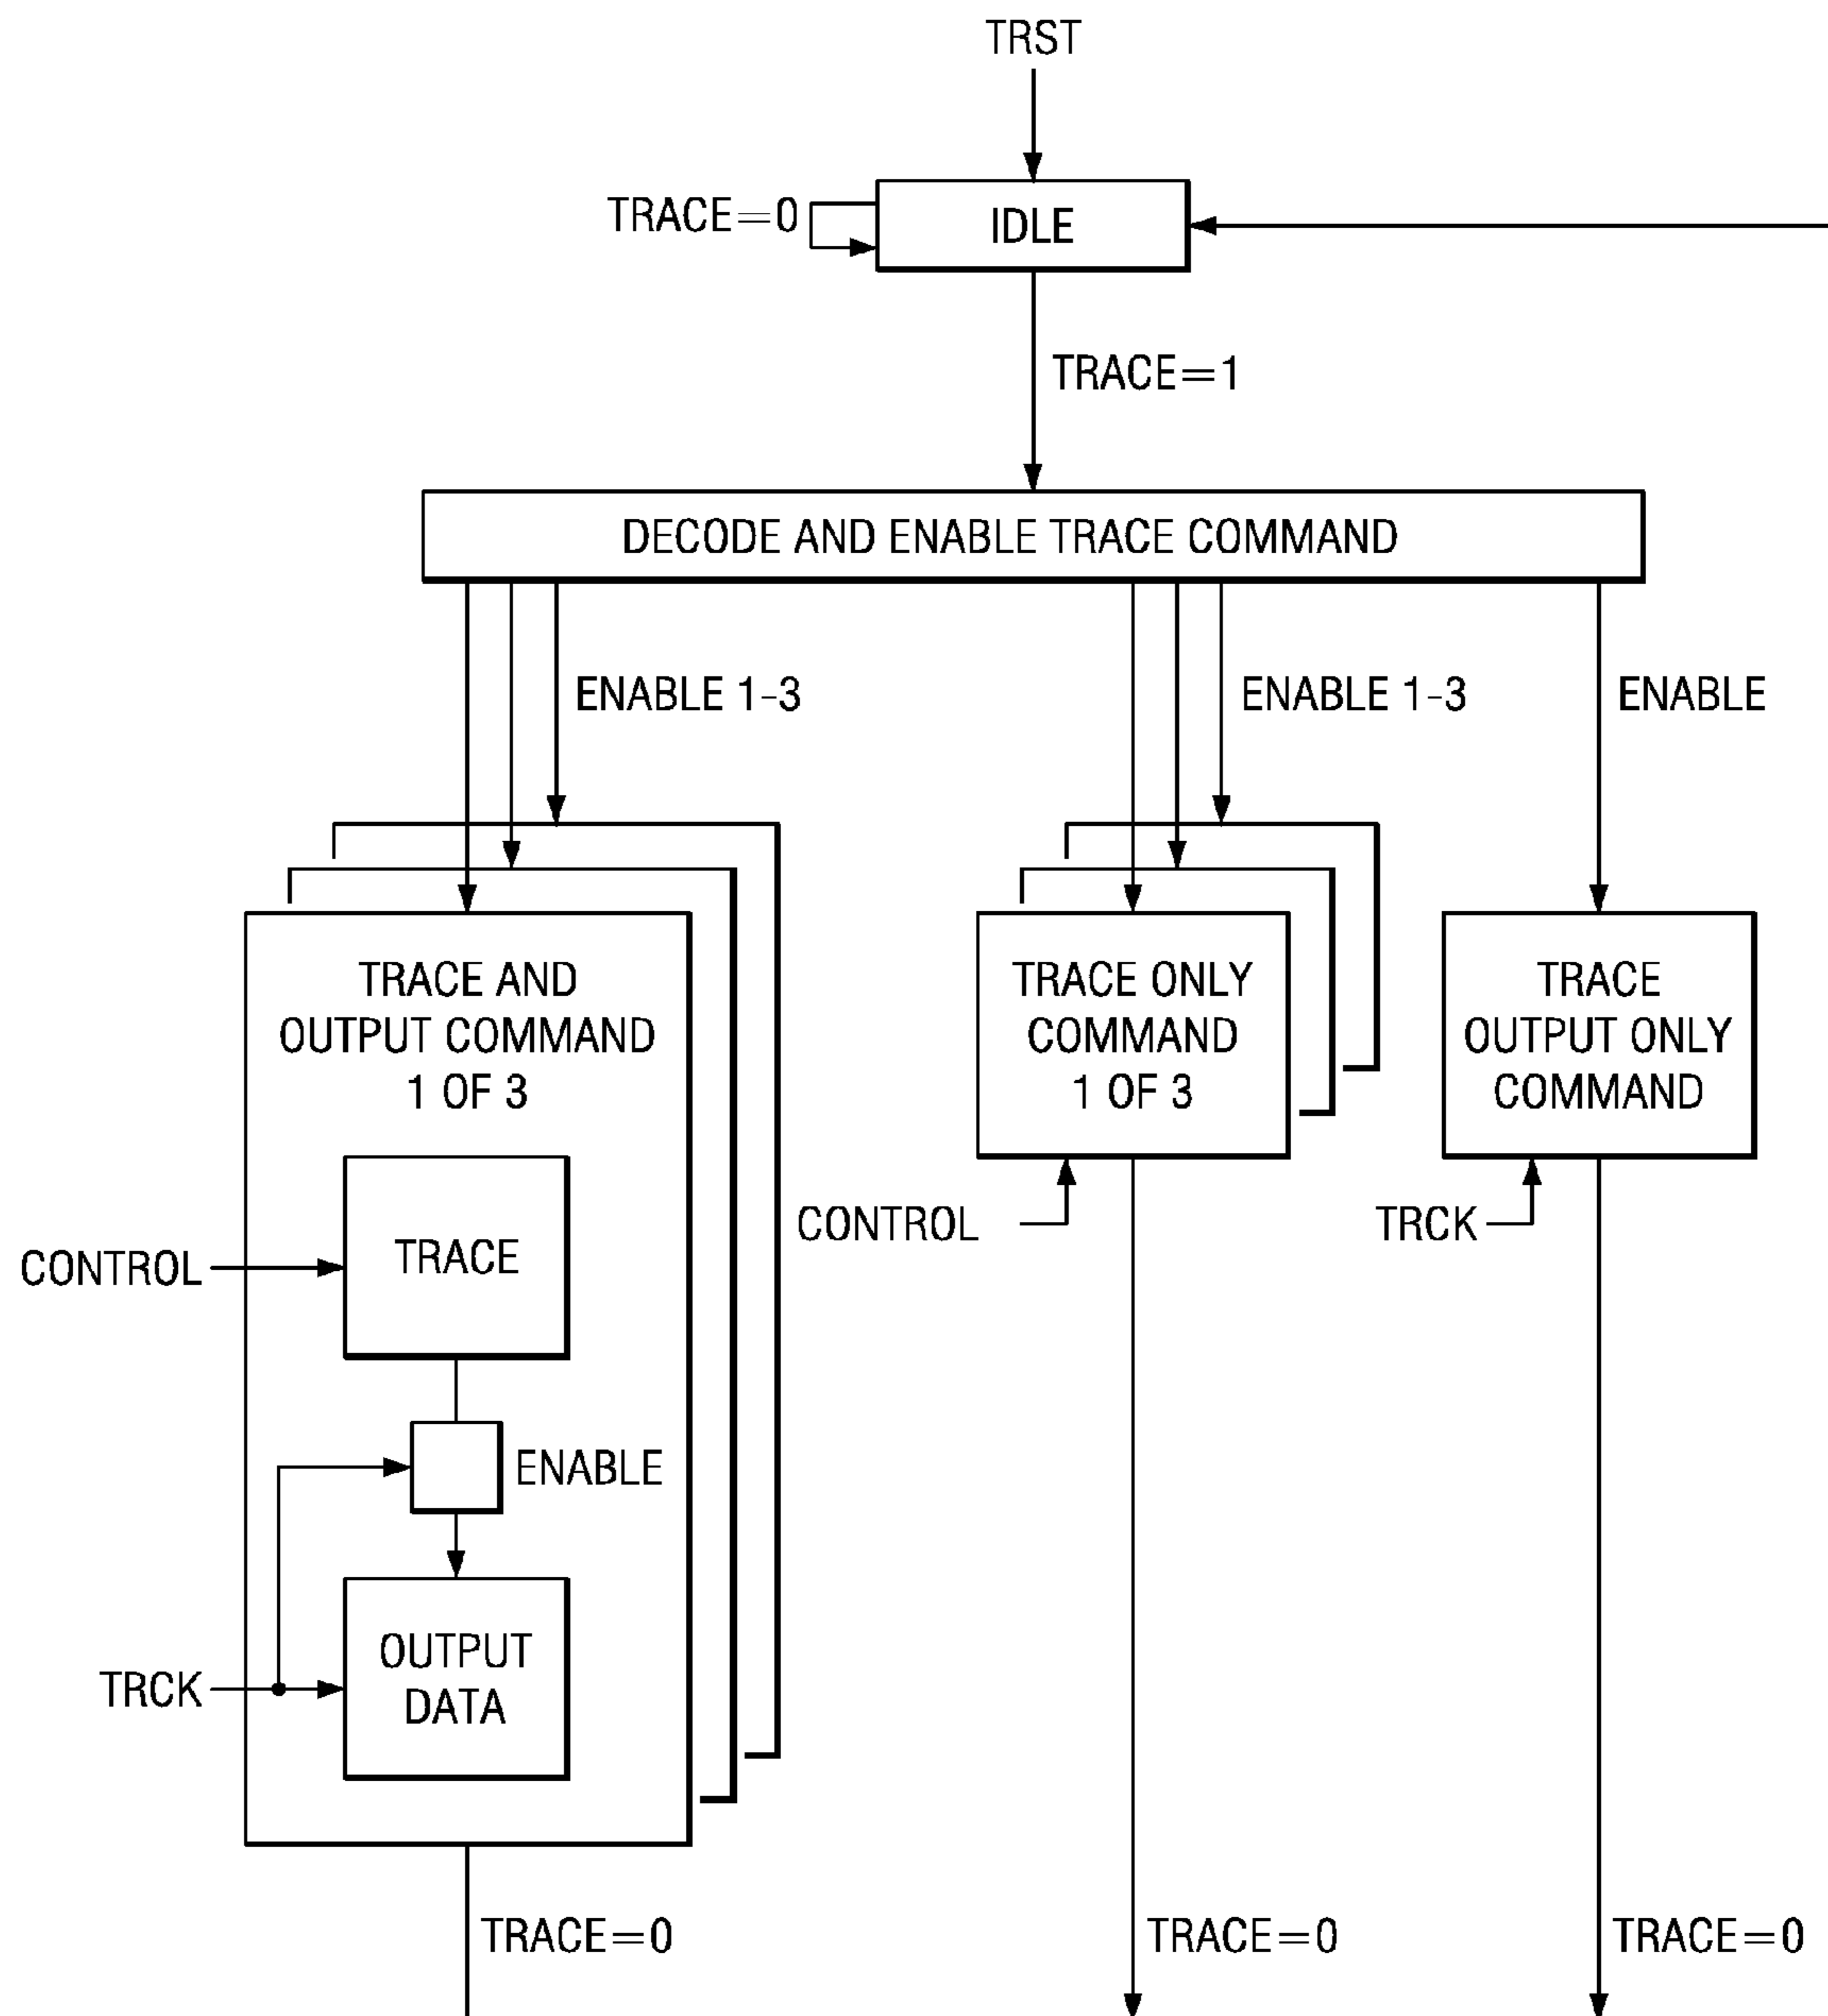 TRST
TRACE=0
IDLE
TRACE=1
DECODE AND ENABLE TRACE COMMAND
ENABLE 1-3
ENABLE 1-3
ENABLE
TRACE AND
OUTPUT COMMAND
1 OF 3
TRACE ONLY
COMMAND
1 OF 3
TRACE
OUTPUT ONLY
COMMAND
CONTROL
TRACE
CONTROL
TRCK
ENABLE
TRCK
OUTPUT
DATA
TRACE=0
TRACE=0
TRACE=0